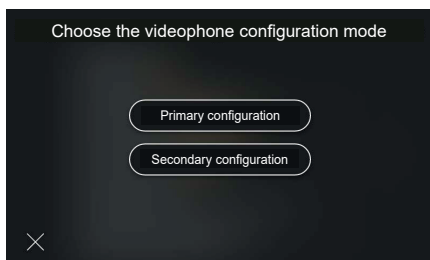 Choose the videophone configuration mode
Primary configuration
Secondary configuration